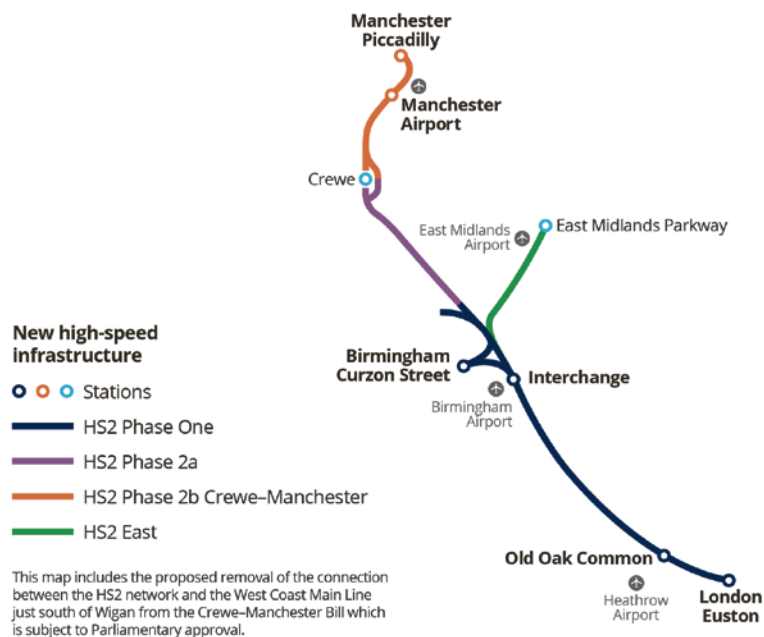 Manchester
Piccadilly
Manchester
Airport
Crewe
East Midlands
Airport
East Midlands Parkway
New high-speed
infrastructure
Stations
HS2 Phase One
HS2 Phase 2a
HS2 Phase 2b Crewe–Manchester
HS2 East
Birmingham
Curzon Street
Interchange
Birmingham
Airport
Old Oak Common
Heathrow
Airport
London
Euston
This map includes the proposed removal of the connection
between the HS2 network and the West Coast Main Line
just south of Wigan from the Crewe–Manchester Bill which
is subject to Parliamentary approval.